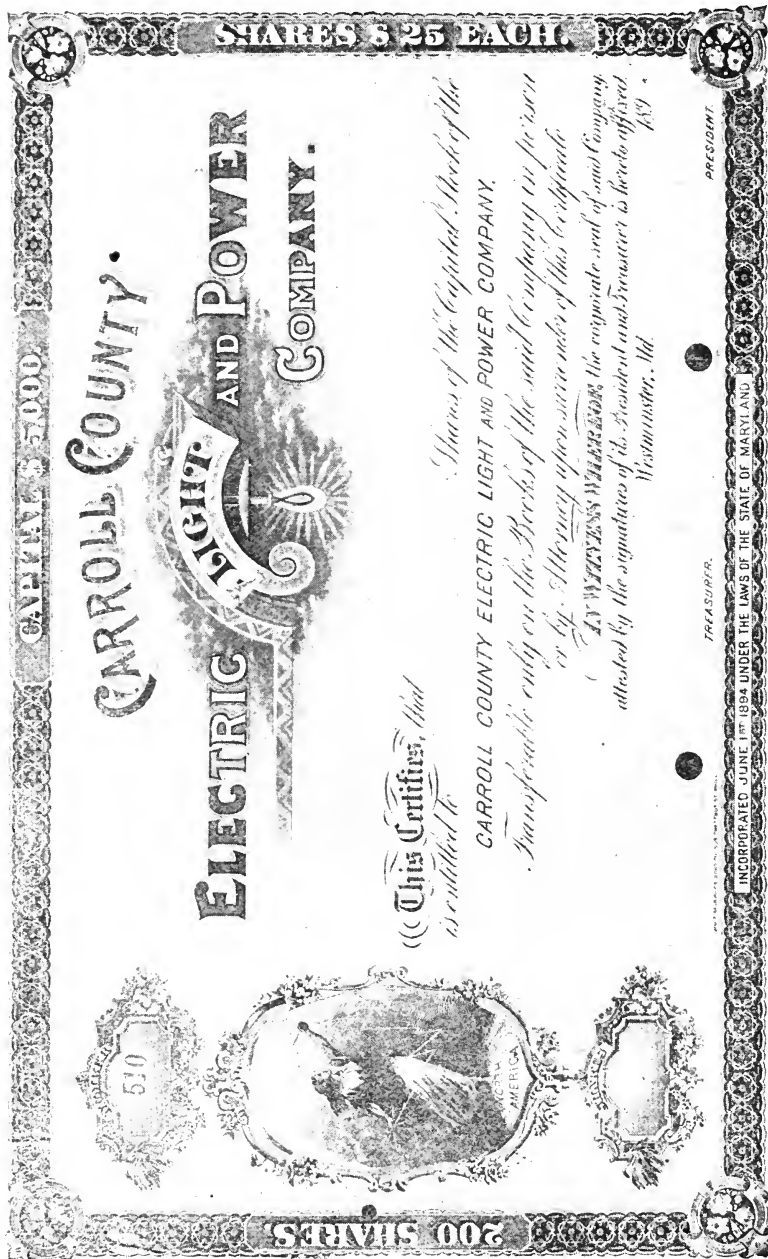 CAPITAL $ 5,000.
SHARES $ 25 EACH.
200 SHARES.
CARROLL COUNTY
ELECTRIC LIGHT AND POWER
COMPANY.
NUMBER
510
This Certifies, that
is entitled to Shares of the Capital Stock of the
CARROLL COUNTY ELECTRIC LIGHT AND POWER COMPANY,
Transferable only on the Books of the said Company in person
or by Attorney upon surrender of this Certificate
IN WITNESS WHEREOF, the corporate seal of said Company,
attested by the signatures of its President and Treasurer is hereto affixed
Westminster, Md. 189
NORTH
AMERICA
SHARES
TREASURER.
PRESIDENT.
INCORPORATED JUNE 1ST 1894 UNDER THE LAWS OF THE STATE OF MARYLAND